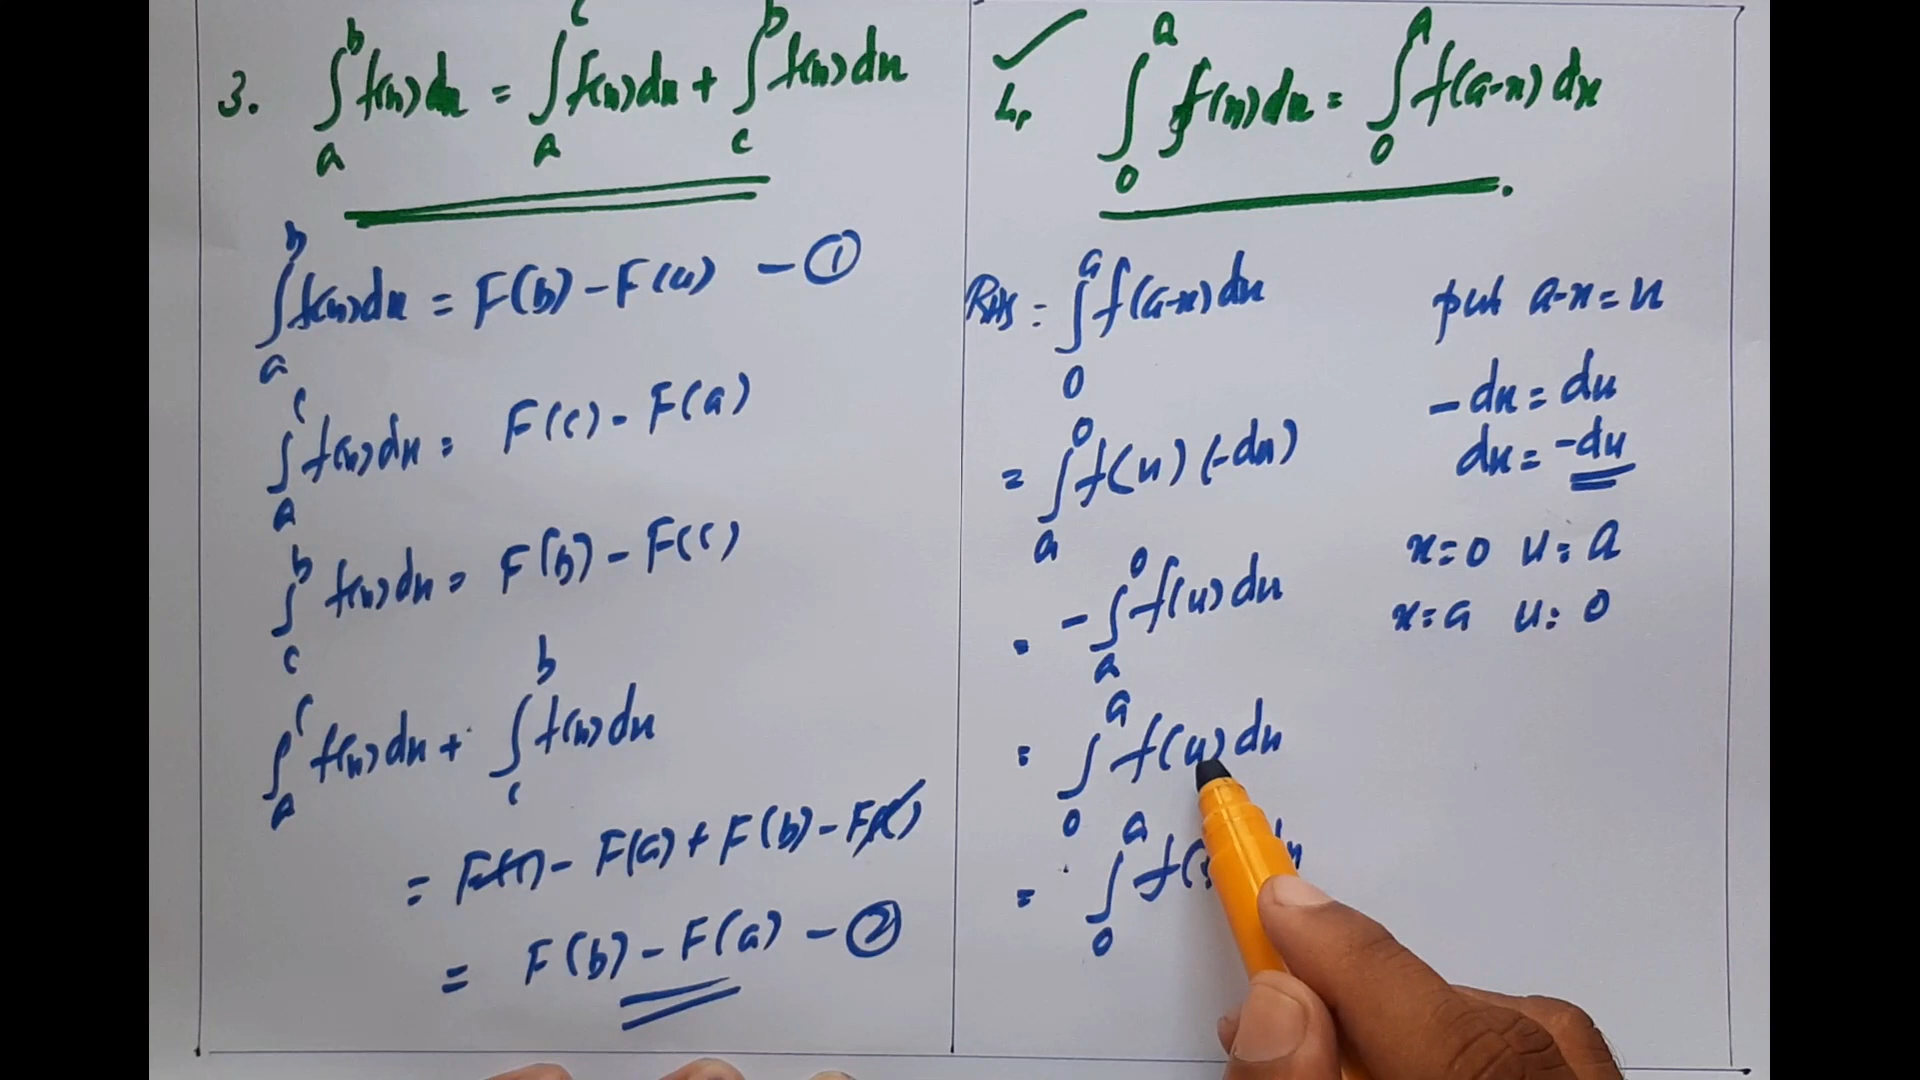 3. ∫_a^b f(x)dx = ∫_a^c f(x)dx + ∫_c^b f(x)dx
∫_a^b f(x)dx = F(b) - F(a) - ①
∫_a^c f(x)dx = F(c) - F(a)
∫_c^b f(x)dx = F(b) - F(c)
∫_a^c f(x)dx + ∫_c^b f(x)dx
= F(c) - F(a) + F(b) - F(c)
= F(b) - F(a) - ②
✓
4. ∫_0^a f(x)dx = ∫_0^a f(a-x)dx
RHS = ∫_0^a f(a-x)dx
= ∫_a^0 f(u)(-du)
= -∫_a^0 f(u)du
= ∫_0^a f(u)du
= ∫_0^a f(
put a-x=u
-dx = du
dx = -du
x=0 u=a
x=a u=0